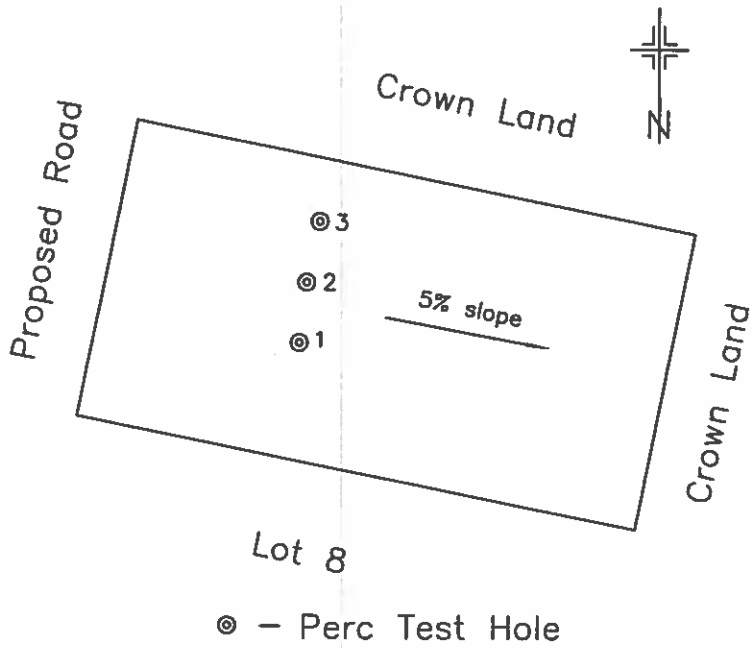 Crown Land
N
Proposed Road
3
2
5% slope
1
Crown Land
Lot 8
– Perc Test Hole